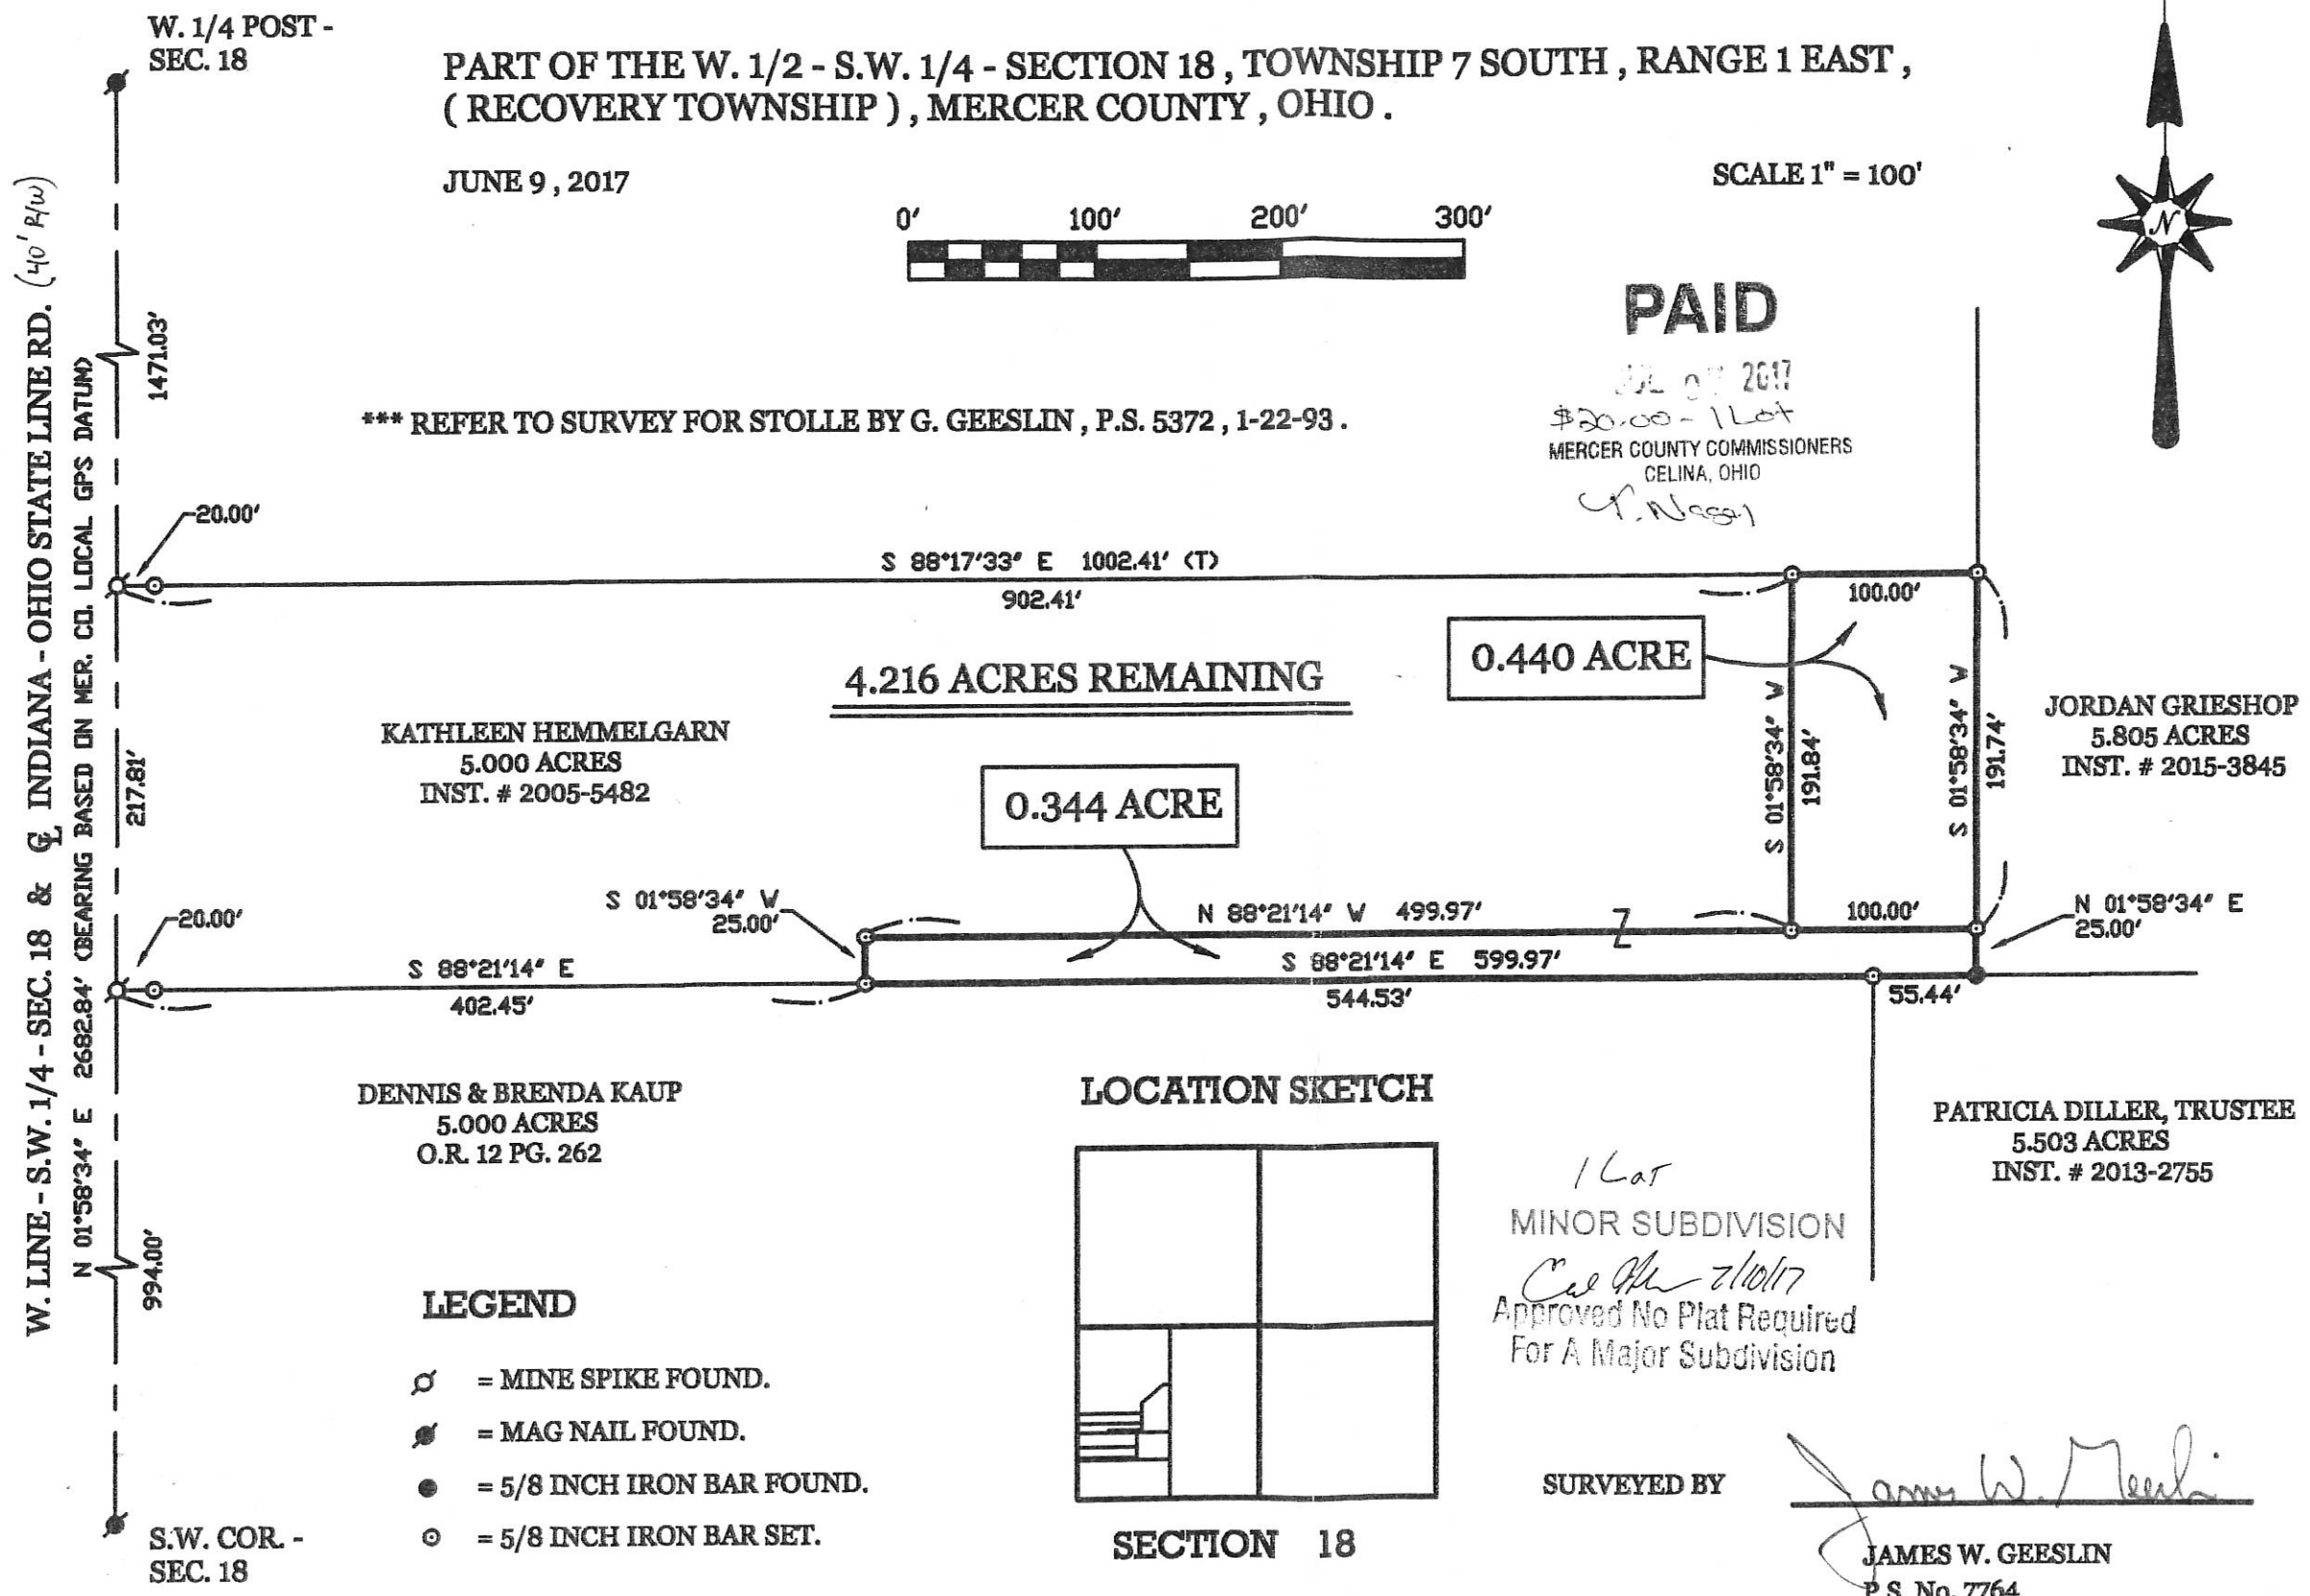 W. 1/4 POST -
SEC. 18
PART OF THE W. 1/2 - S.W. 1/4 - SECTION 18 , TOWNSHIP 7 SOUTH , RANGE 1 EAST ,
( RECOVERY TOWNSHIP ) , MERCER COUNTY , OHIO .
JUNE 9 , 2017
SCALE 1" = 100'
0' 100' 200' 300'
N
PAID
2017
$20.00 - 1 Lot
MERCER COUNTY COMMISSIONERS
CELINA, OHIO
*** REFER TO SURVEY FOR STOLLE BY G. GEESLIN , P.S. 5372 , 1-22-93 .
W. LINE - S.W. 1/4 - SEC. 18 & ℄ INDIANA - OHIO STATE LINE RD. (40' R/W)
N 01°58'34" E 2682.84' (BEARING BASED ON MER. CO. LOCAL GPS DATUM)
1471.03'
217.81'
994.00'
20.00'
S 88°17'33" E 1002.41' (T)
902.41'
100.00'
0.440 ACRE
4.216 ACRES REMAINING
KATHLEEN HEMMELGARN
5.000 ACRES
INST. # 2005-5482
0.344 ACRE
S 01°58'34" W
191.84'
S 01°58'34" W
191.74'
JORDAN GRIESHOP
5.805 ACRES
INST. # 2015-3845
20.00'
S 01°58'34" W
25.00'
N 88°21'14" W 499.97'
Z
100.00'
N 01°58'34" E
25.00'
S 88°21'14" E
402.45'
S 88°21'14" E 599.97'
544.53'
55.44'
DENNIS & BRENDA KAUP
5.000 ACRES
O.R. 12 PG. 262
LOCATION SKETCH
SECTION 18
PATRICIA DILLER, TRUSTEE
5.503 ACRES
INST. # 2013-2755
1 LOT
MINOR SUBDIVISION
7/10/17
Approved No Plat Required
For A Major Subdivision
LEGEND
= MINE SPIKE FOUND.
= MAG NAIL FOUND.
= 5/8 INCH IRON BAR FOUND.
= 5/8 INCH IRON BAR SET.
S.W. COR. -
SEC. 18
SURVEYED BY
James W. Geeslin
JAMES W. GEESLIN
P.S. No. 7764